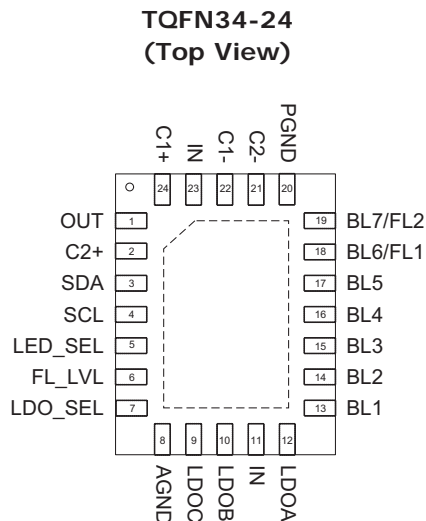 TQFN34-24
(Top View)
C1+
IN
C1-
C2-
PGND
24
23
22
21
20
OUT 1
C2+ 2
SDA 3
SCL 4
LED_SEL 5
FL_LVL 6
LDO_SEL 7
19 BL7/FL2
18 BL6/FL1
17 BL5
16 BL4
15 BL3
14 BL2
13 BL1
8
9
10
11
12
AGND
LDOC
LDOB
IN
LDOA